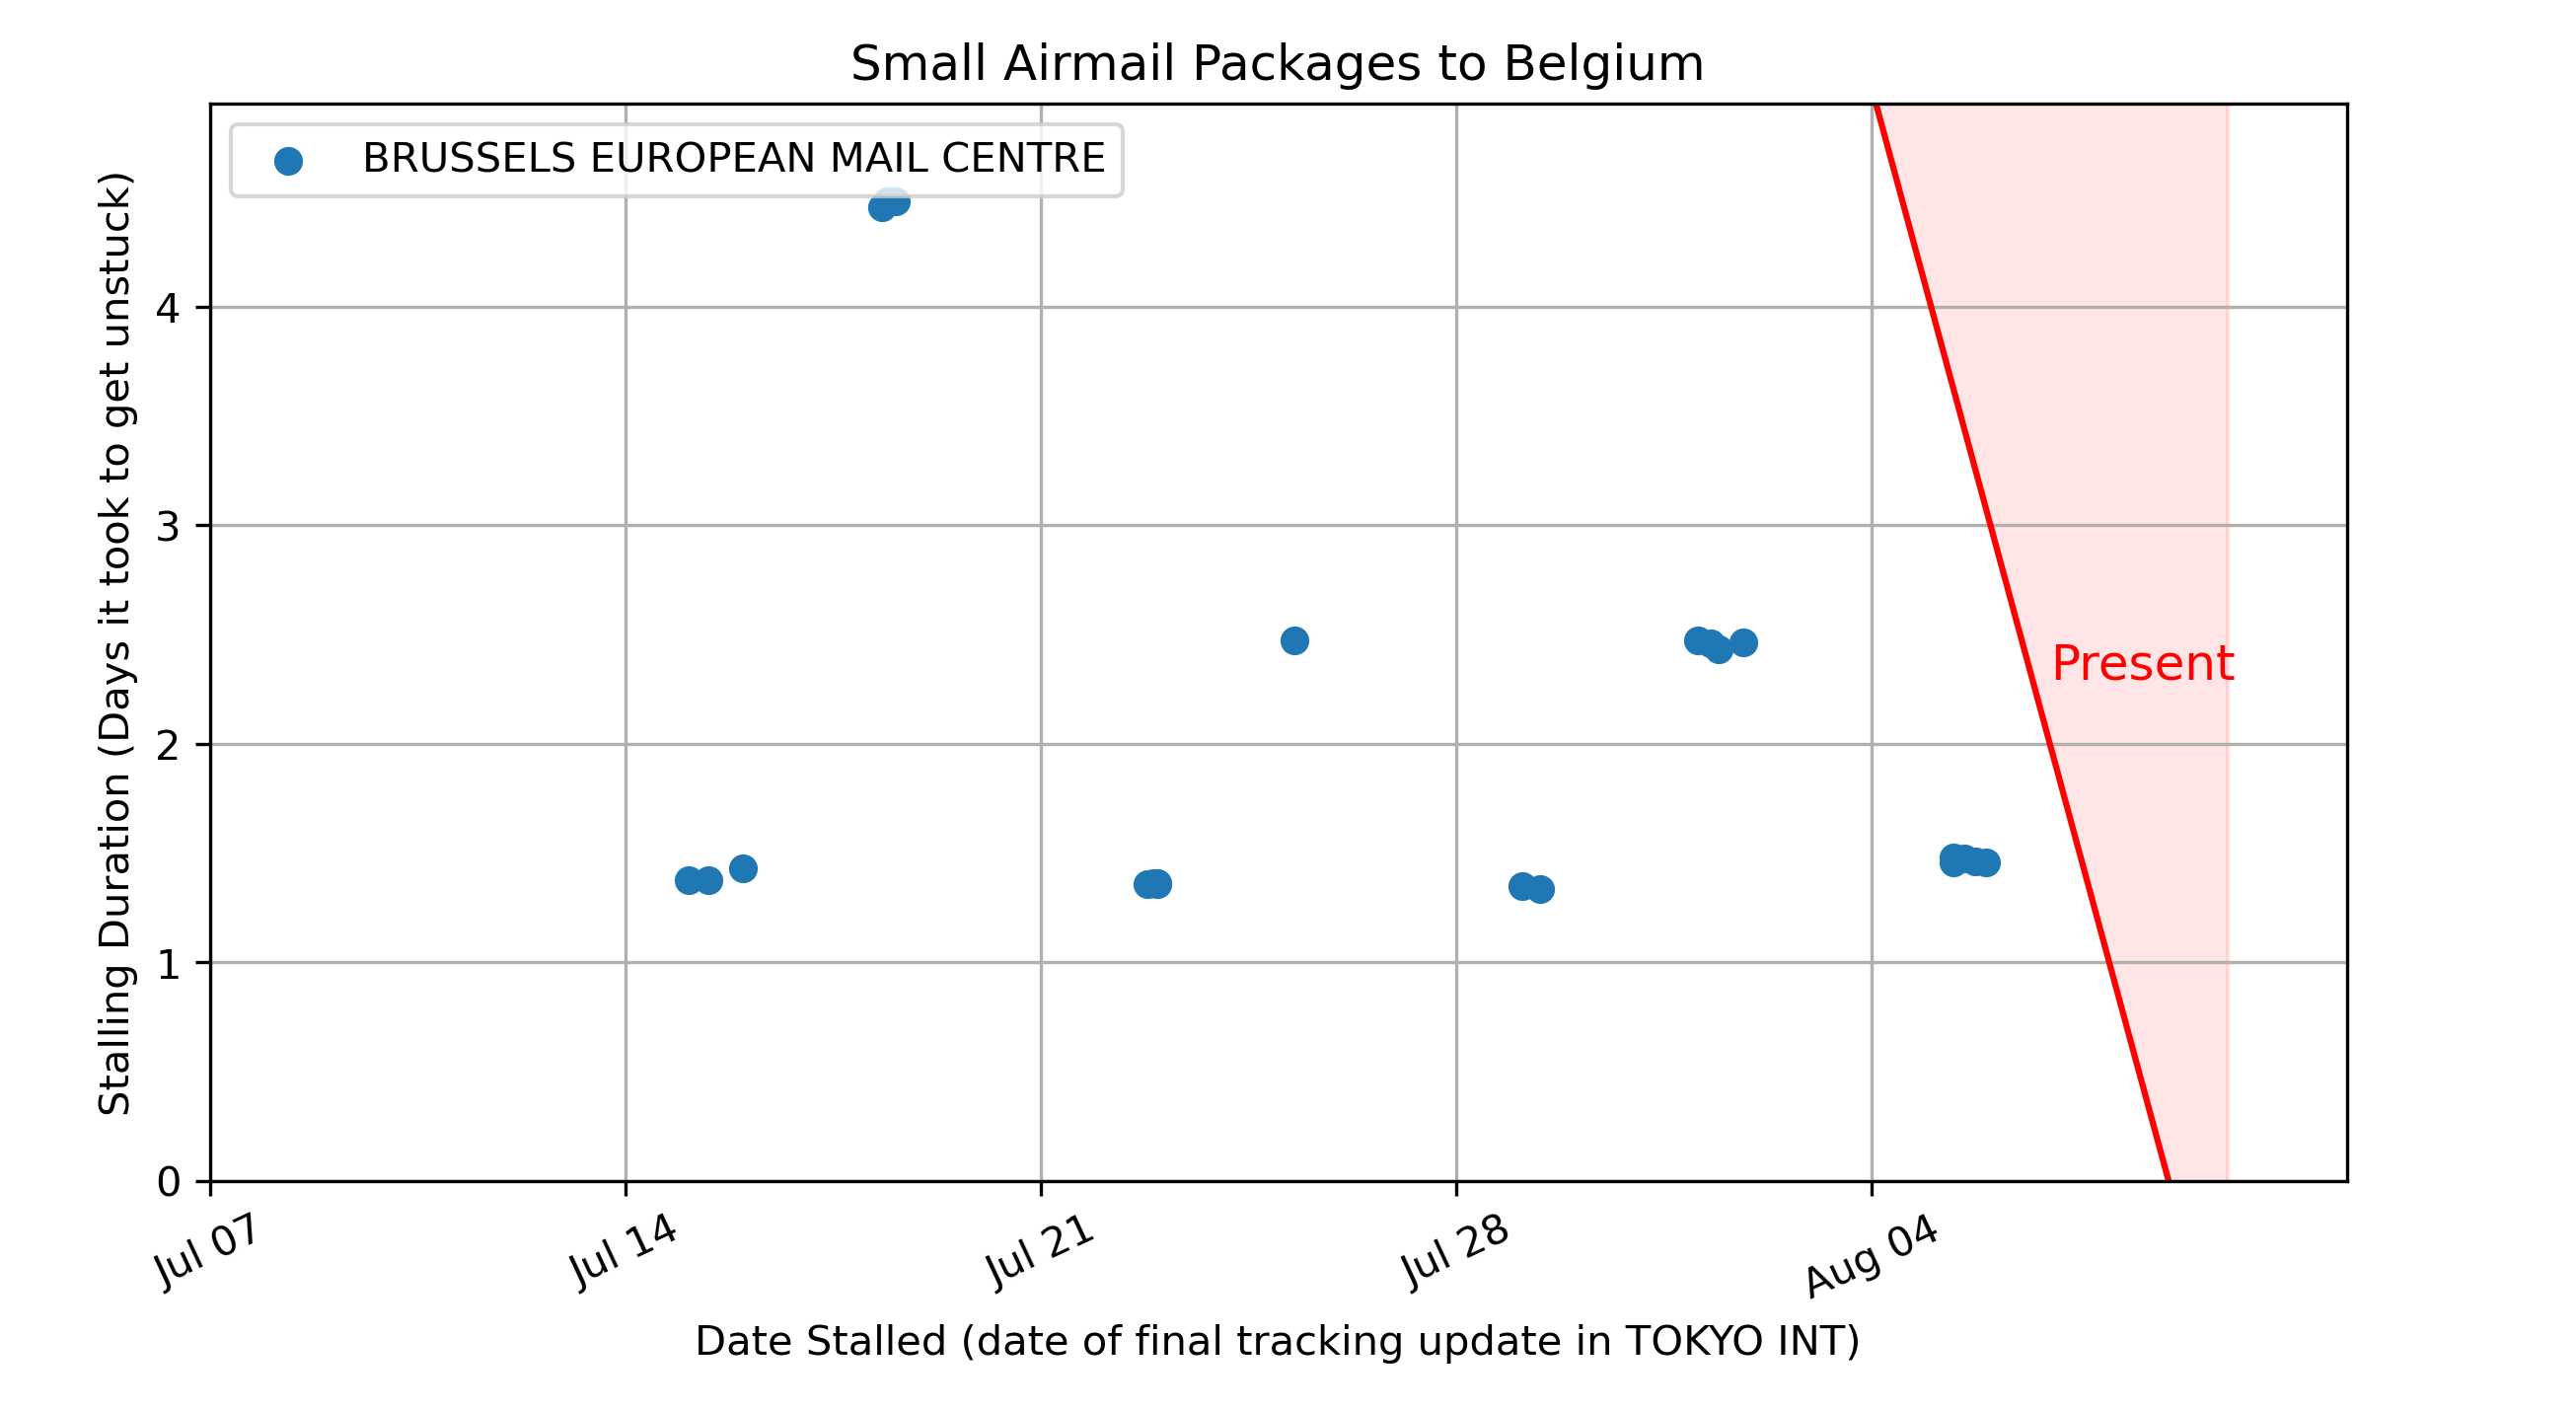 Small Airmail Packages to Belgium
BRUSSELS EUROPEAN MAIL CENTRE
Stalling Duration (Days it took to get unstuck)
4
3
2
1
0
Present
Jul 07
Jul 14
Jul 21
Jul 28
Aug 04
Date Stalled (date of final tracking update in TOKYO INT)